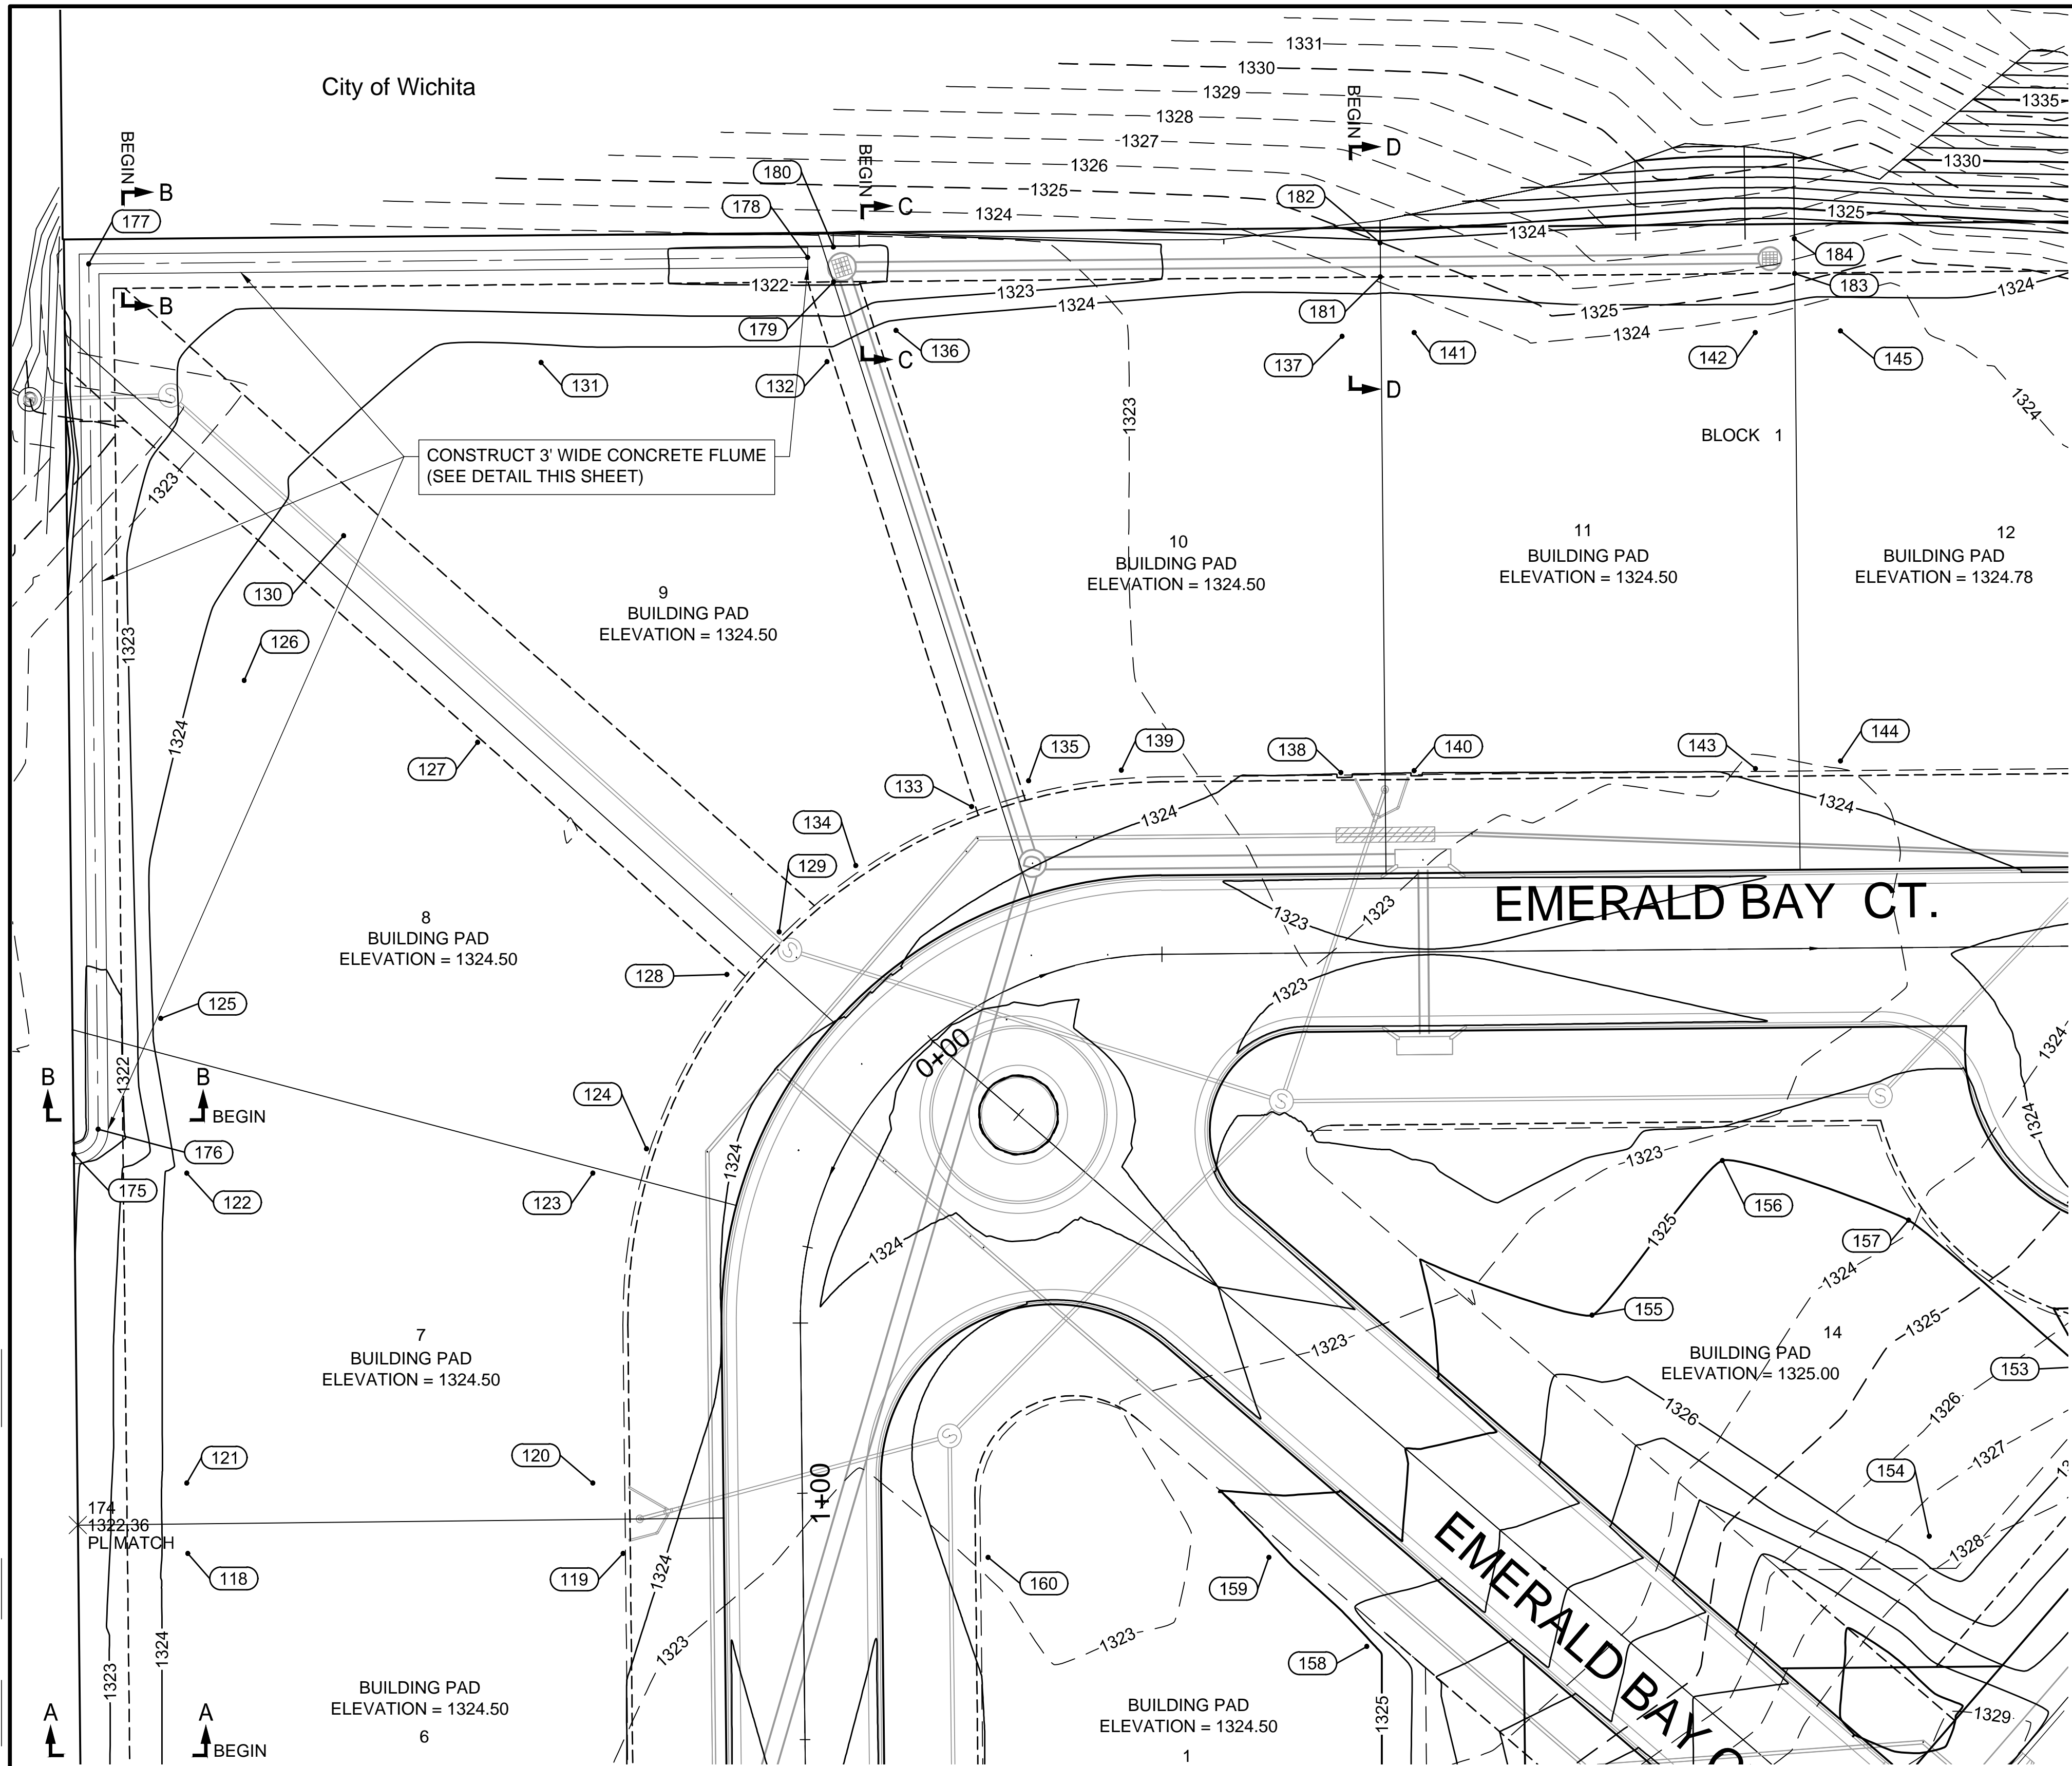 1331
1330
1329
1328
1327
1326
1325
1324
1335
1330
1325
1324
City of Wichita
BEGIN
B
177
BEGIN
C
180
178
BEGIN
D
182
184
183
B
1322
1323
1324
1324
1325
1324
179
136
C
181
137
141
142
145
D
131
132
1324
1323
BLOCK 1
CONSTRUCT 3' WIDE CONCRETE FLUME
(SEE DETAIL THIS SHEET)
1323
130
126
1323
1324
9
BUILDING PAD
ELEVATION = 1324.50
10
BUILDING PAD
ELEVATION = 1324.50
11
BUILDING PAD
ELEVATION = 1324.50
12
BUILDING PAD
ELEVATION = 1324.78
127
133
134
129
128
135
139
138
140
143
144
1324
1324
1323
1323
EMERALD BAY CT.
8
BUILDING PAD
ELEVATION = 1324.50
125
1322
B
B
BEGIN
0+00
1323
124
176
175
122
123
1324
1324
1323
1324
1324
156
157
1325
155
1324
1325
7
BUILDING PAD
ELEVATION = 1324.50
1323
14
BUILDING PAD
ELEVATION = 1325.00
153
1326
1326
1327
154
1328
121
120
1+00
174
1322.36
PL MATCH
118
119
1324
160
159
158
1323
1323
1324
1323
1325
EMERALD BAY C
1329
BUILDING PAD
ELEVATION = 1324.50
6
BUILDING PAD
ELEVATION = 1324.50
1
A
A
BEGIN
S
S
S
S
S